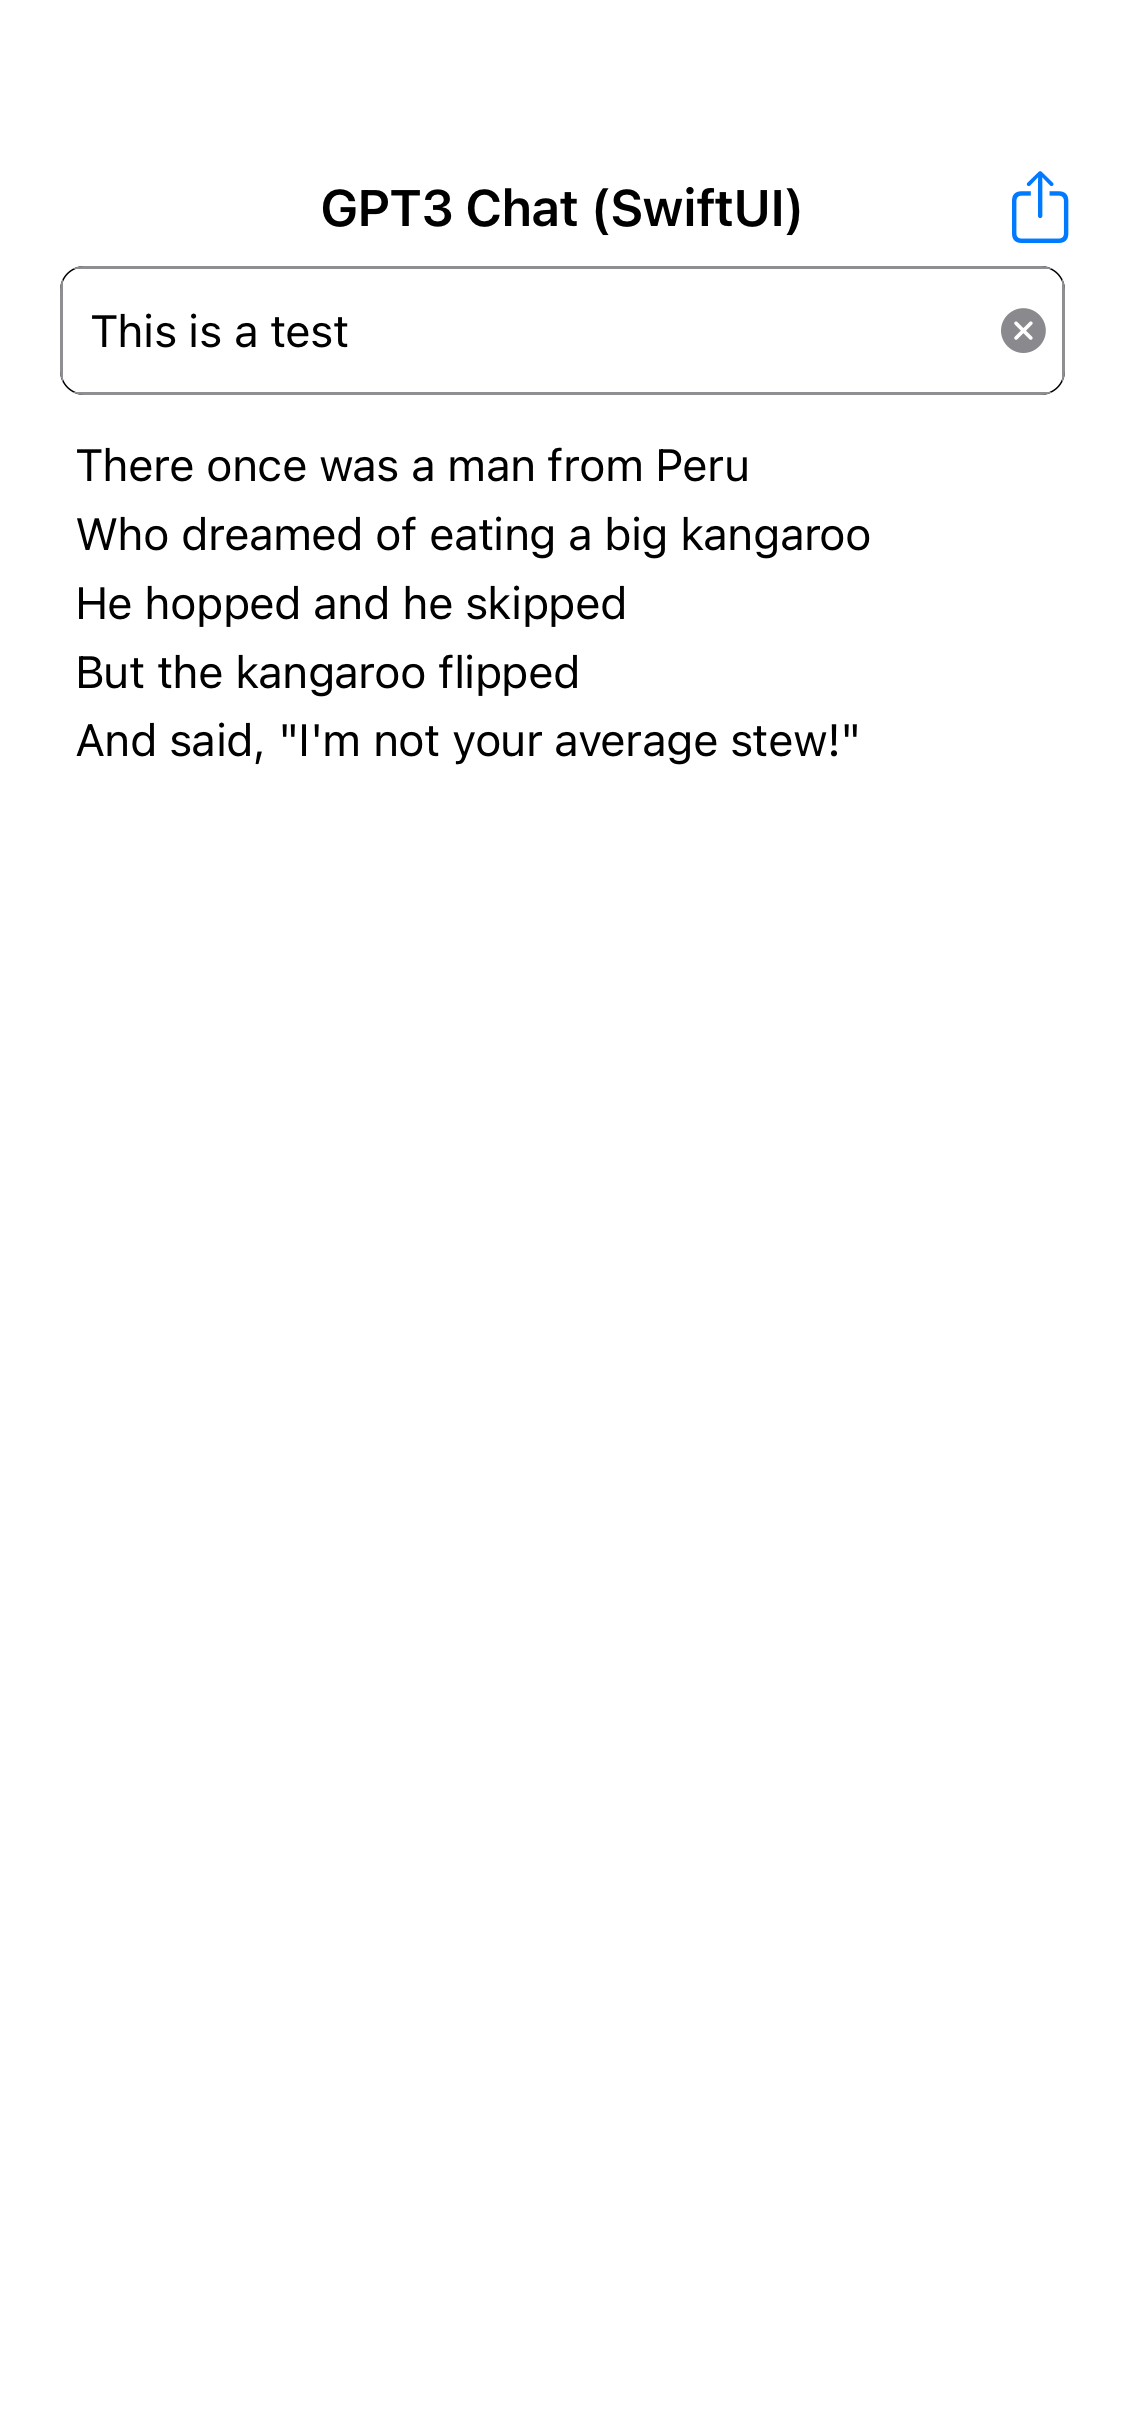 GPT3 Chat (SwiftUI)
This is a test
There once was a man from Peru
Who dreamed of eating a big kangaroo
He hopped and he skipped
But the kangaroo flipped
And said, "I'm not your average stew!"